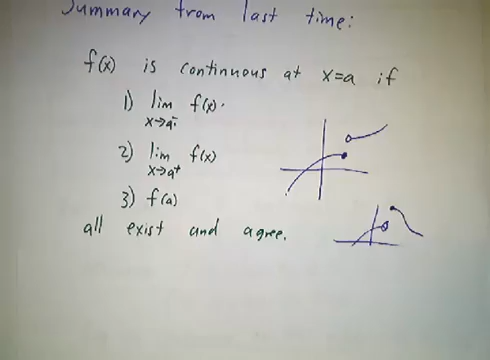 Summary from last time:
f(x) is continuous at x=a if
1) lim f(x).
x→a⁻
2) lim f(x)
x→a⁺
3) f(a)
all exist and agree.